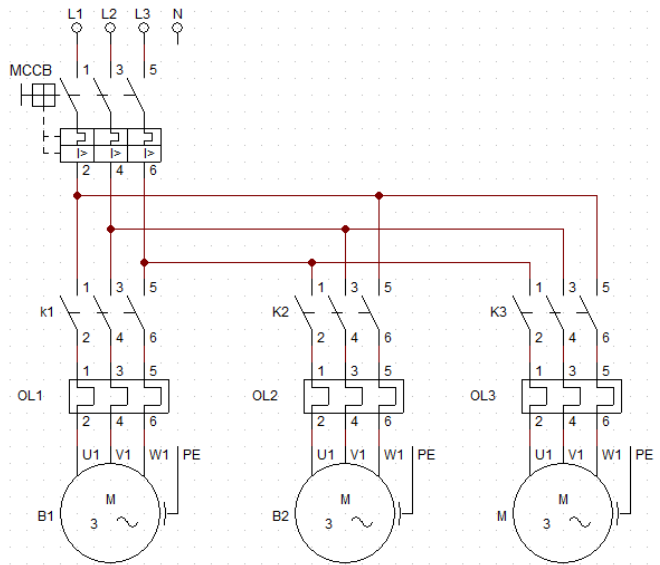 L1 L2 L3 N
MCCB 1 3 5
I> I> I>
2 4 6
1 3 5 1 3 5 1 3 5
k1 K2 K3
2 4 6 2 4 6 2 4 6
1 3 5 1 3 5 1 3 5
OL1 OL2 OL3
2 4 6 2 4 6 2 4 6
U1 V1 W1 PE U1 V1 W1 PE U1 V1 W1 PE
M M M
B1 3 B2 3 M 3